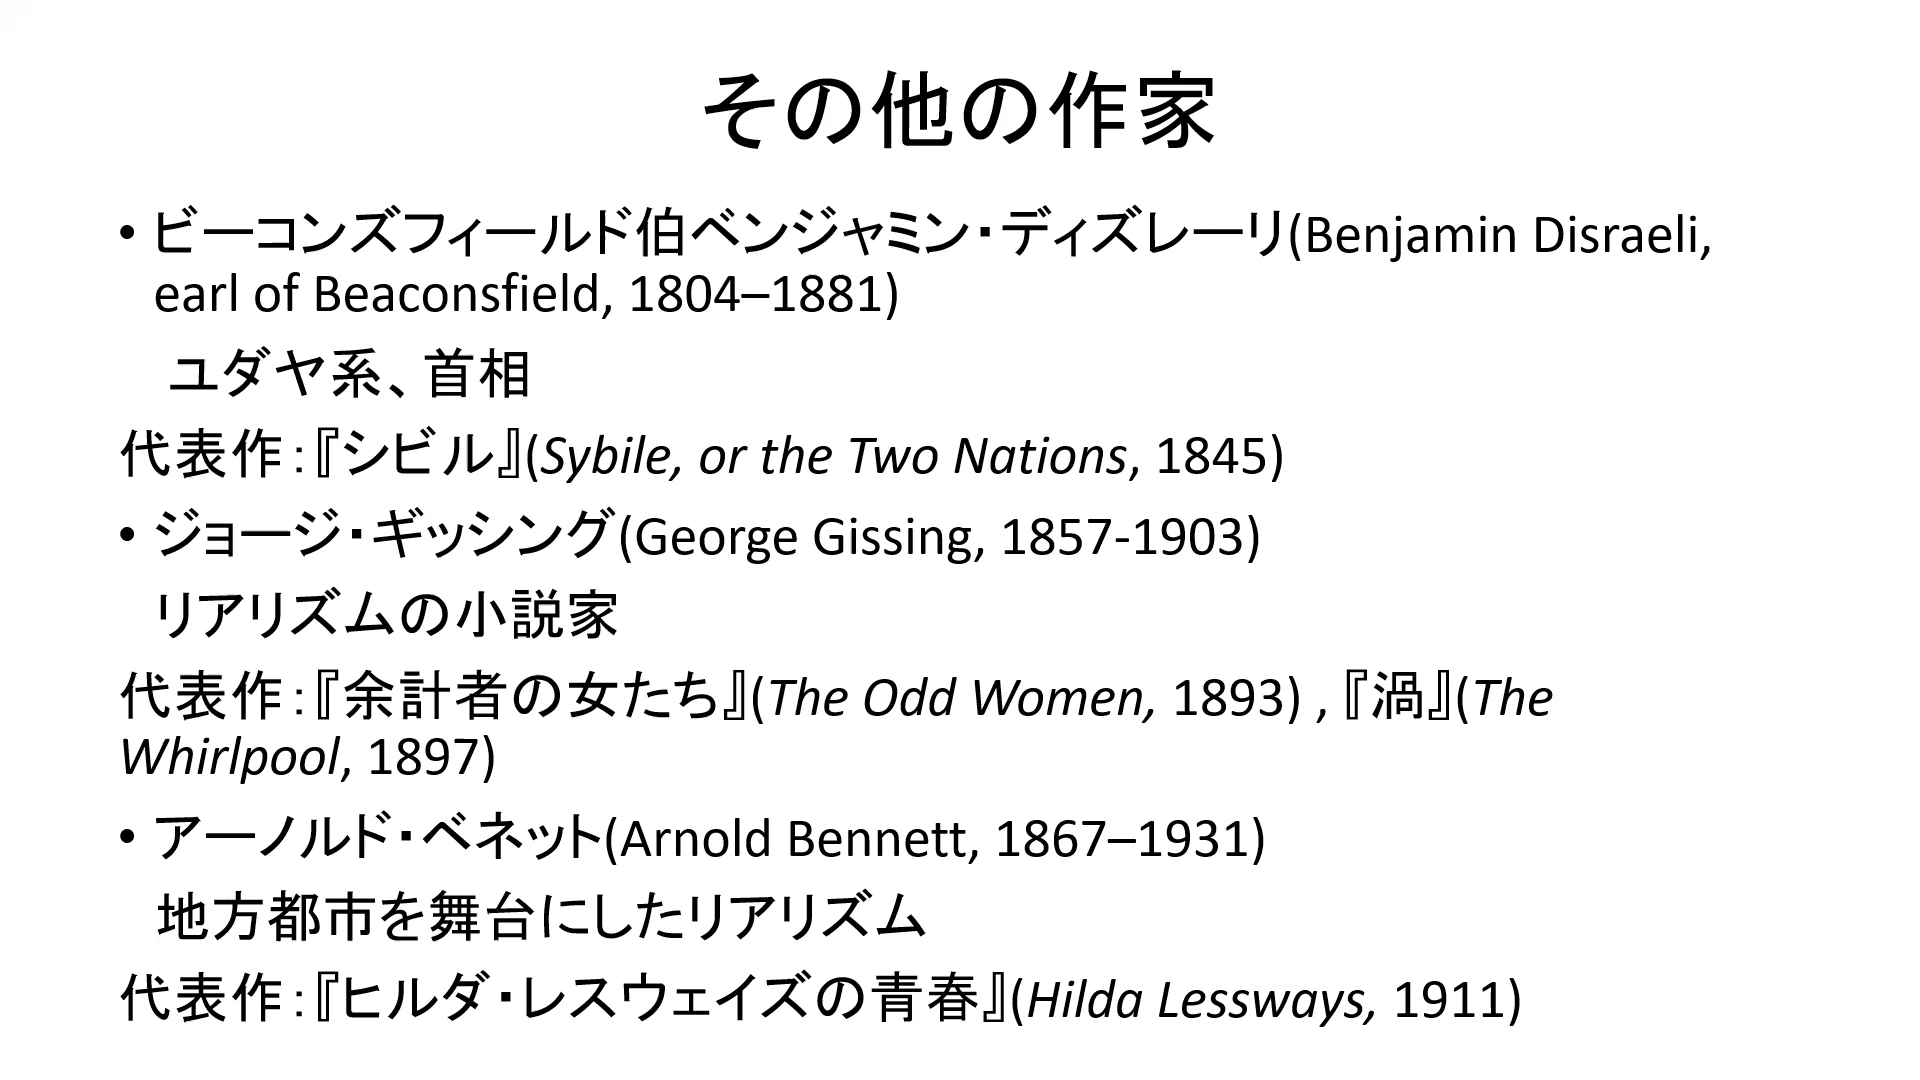 その他の作家
• ビーコンズフィールド伯ベンジャミン・ディズレーリ(Benjamin Disraeli,
earl of Beaconsfield, 1804–1881)
ユダヤ系、首相
代表作：『シビル』(Sybile, or the Two Nations, 1845)
• ジョージ・ギッシング(George Gissing, 1857-1903)
リアリズムの小説家
代表作：『余計者の女たち』(The Odd Women, 1893) , 『渦』(The
Whirlpool, 1897)
• アーノルド・ベネット(Arnold Bennett, 1867–1931)
地方都市を舞台にしたリアリズム
代表作：『ヒルダ・レスウェイズの青春』(Hilda Lessways, 1911)